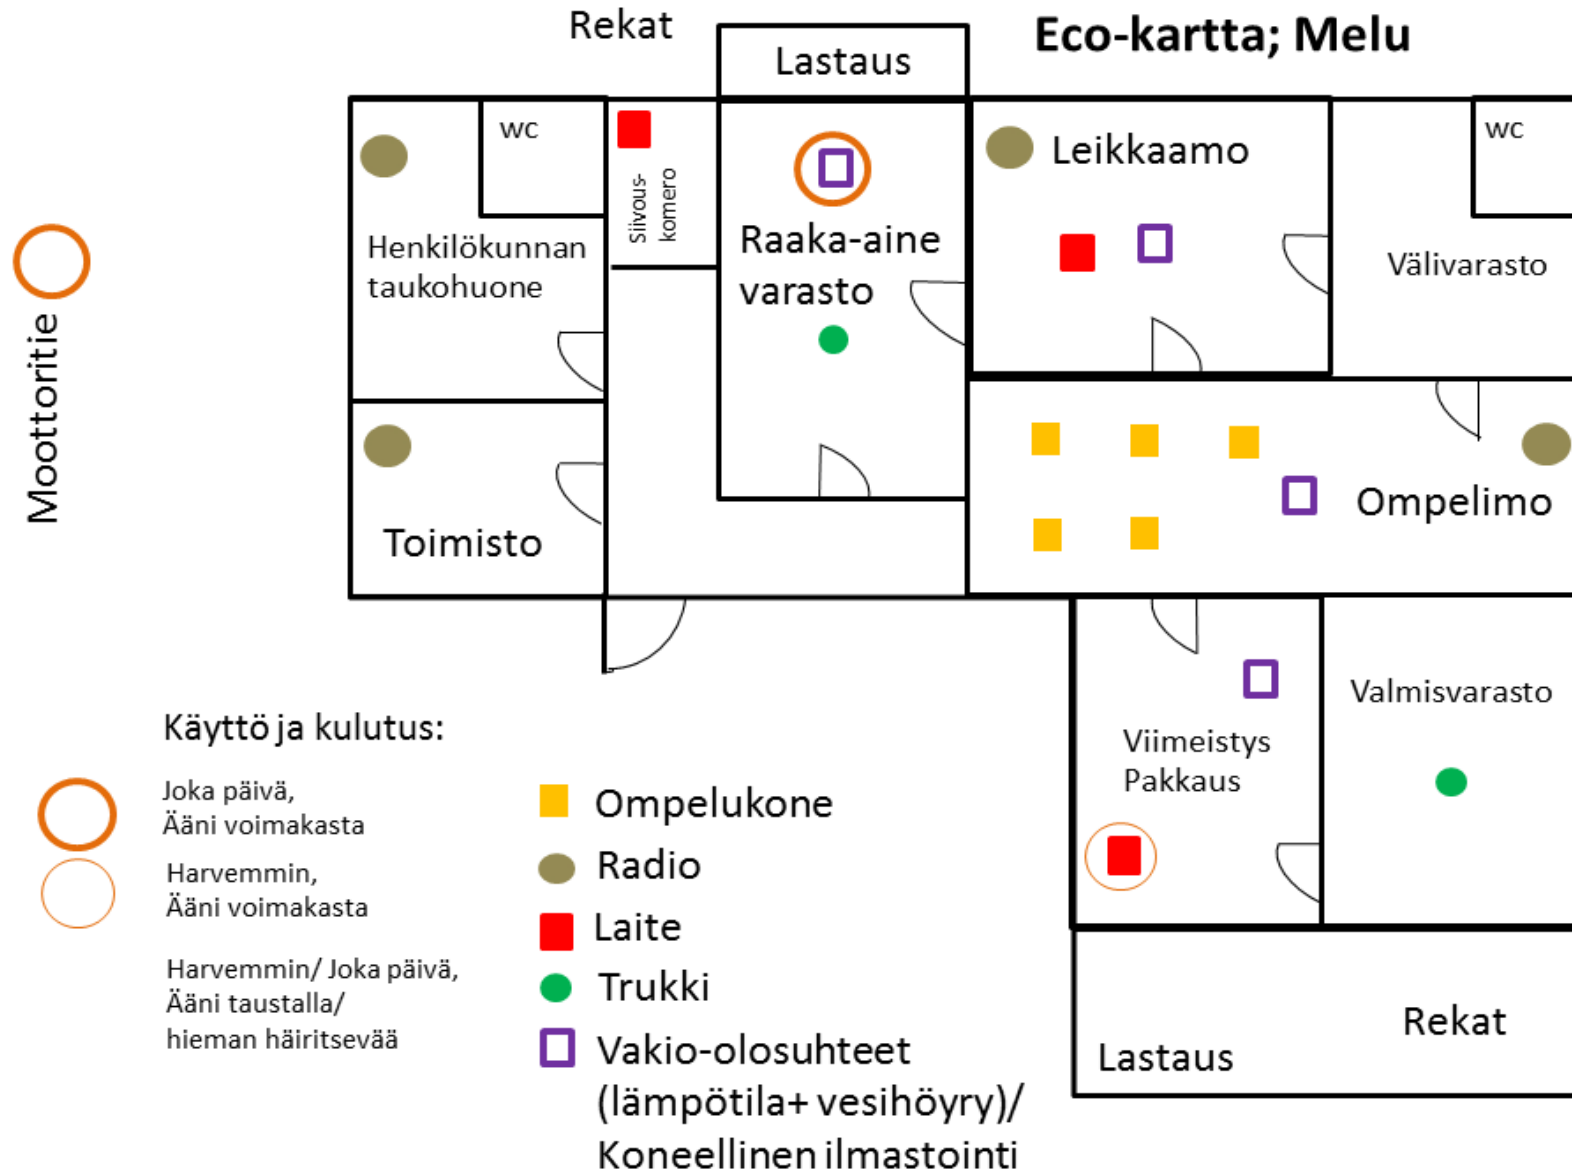 Rekat
Eco-kartta; Melu
Lastaus
wc
Leikkaamo
wc
Siivous-
komero
Henkilökunnan
taukohuone
Raaka-aine
varasto
Välivarasto
Moottoritie
Toimisto
Ompelimo
Valmisvarasto
Viimeistys
Pakkaus
Käyttö ja kulutus:
Joka päivä,
Ääni voimakasta
Harvemmin,
Ääni voimakasta
Harvemmin/ Joka päivä,
Ääni taustalla/
hieman häiritsevää
Ompelukone
Radio
Laite
Trukki
Vakio-olosuhteet
(lämpötila+ vesihöyry)/
Koneellinen ilmastointi
Rekat
Lastaus